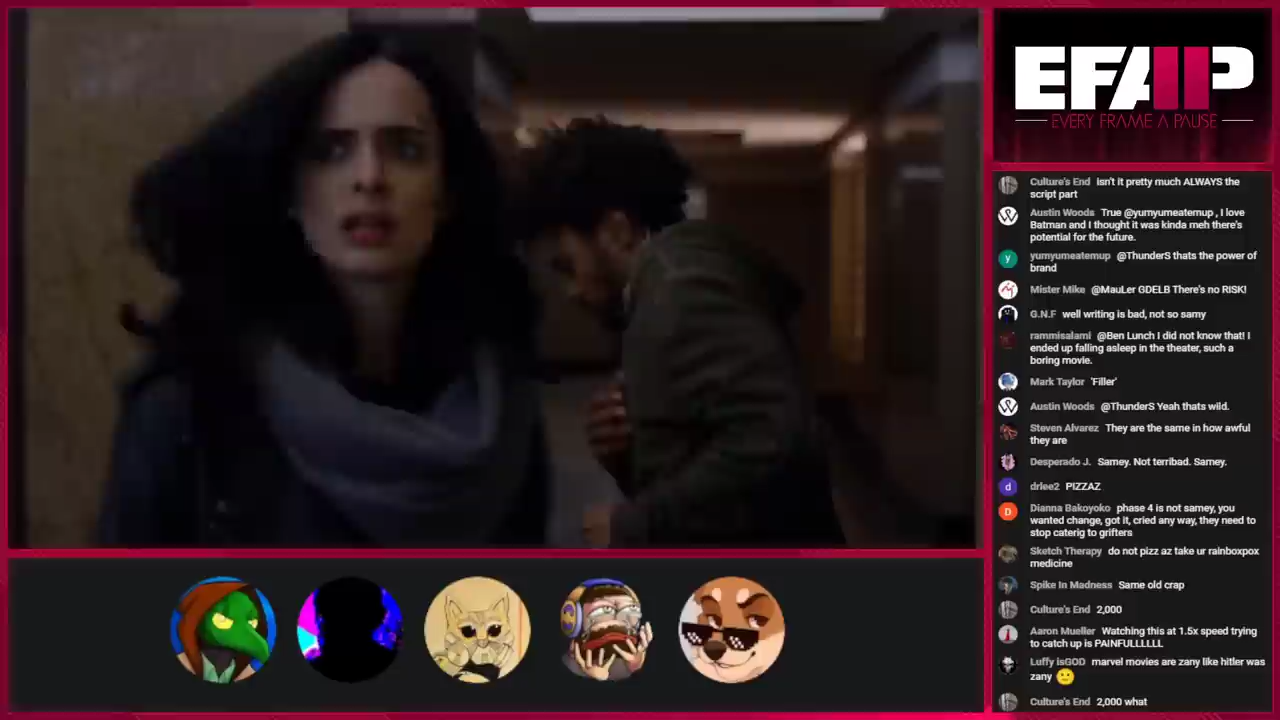 EFAP
EVERY FRAME A PAUSE
Culture's End Isn't it pretty much ALWAYS the
script part
Austin Woods True @yumyumeatemup , I love
Batman and I thought it was kinda meh there's
potential for the future.
yumyumeatemup @ThunderS thats the power of
brand
Mister Mike @MauLer GDELB There's no RISK!
G.N.F well writing is bad, not so samy
rammisalami @Ben Lunch I did not know that! I
ended up falling asleep in the theater, such a
boring movie.
Mark Taylor 'Filler'
Austin Woods @ThunderS Yeah thats wild.
Steven Alvarez They are the same in how awful
they are
Desperado J. Samey. Not terribad. Samey.
drlee2 PIZZAZ
Dianna Bakoyoko phase 4 is not samey, you
wanted change, got it, cried any way, they need to
stop caterig to grifters
Sketch Therapy do not pizz az take ur rainboxpox
medicine
Spike In Madness Same old crap
Culture's End 2,000
Aaron Mueller Watching this at 1.5x speed trying
to catch up is PAINFULLLLLL
Luffy isGOD marvel movies are zany like hitler was
zany 🙂
Culture's End 2,000 what